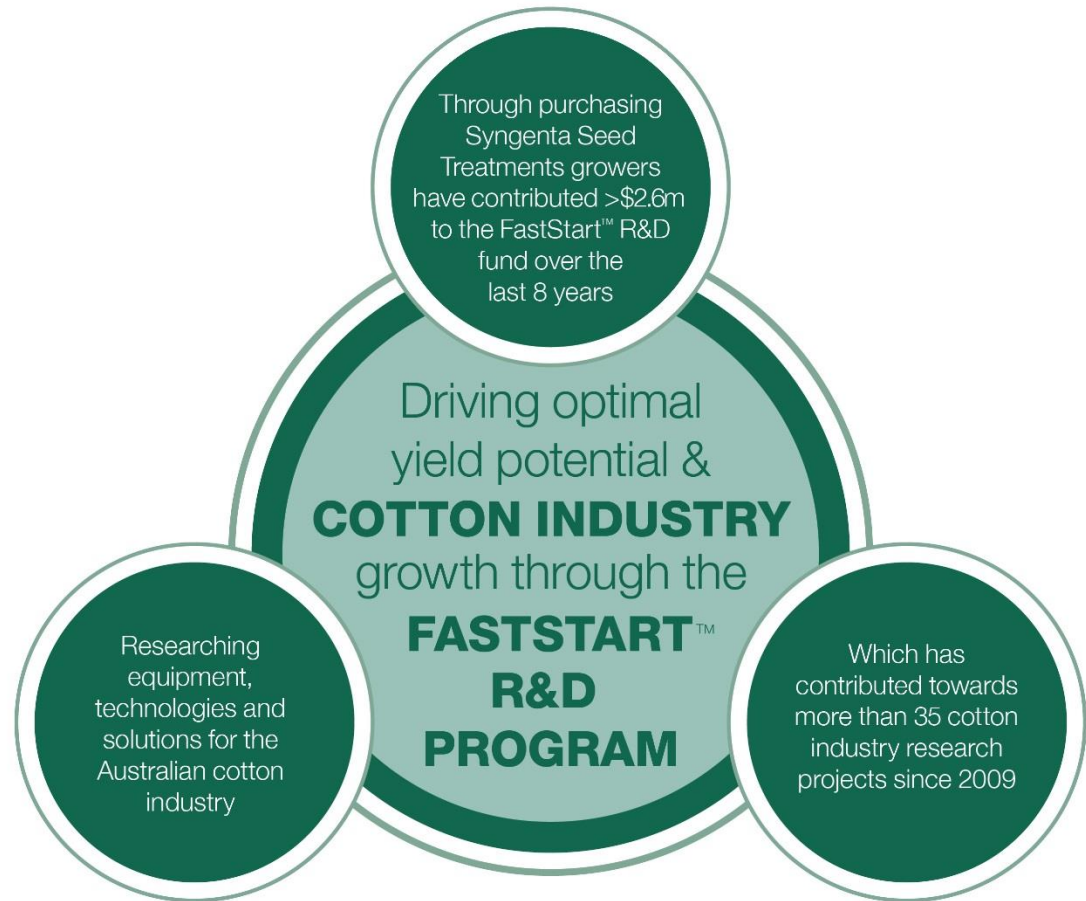 Through purchasing
Syngenta Seed
Treatments growers
have contributed >$2.6m
to the FastStart™ R&D
fund over the
last 8 years
Driving optimal
yield potential &
COTTON INDUSTRY
growth through the
FASTSTART™
R&D
PROGRAM
Researching
equipment,
technologies and
solutions for the
Australian cotton
industry
Which has
contributed towards
more than 35 cotton
industry research
projects since 2009